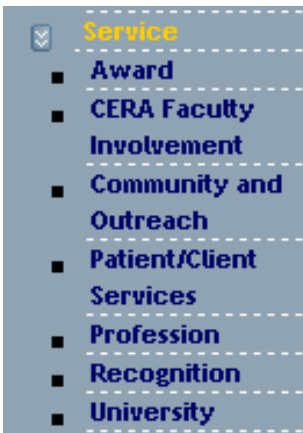 Service
Award
CERA Faculty
Involvement
Community and
Outreach
Patient/Client
Services
Profession
Recognition
University